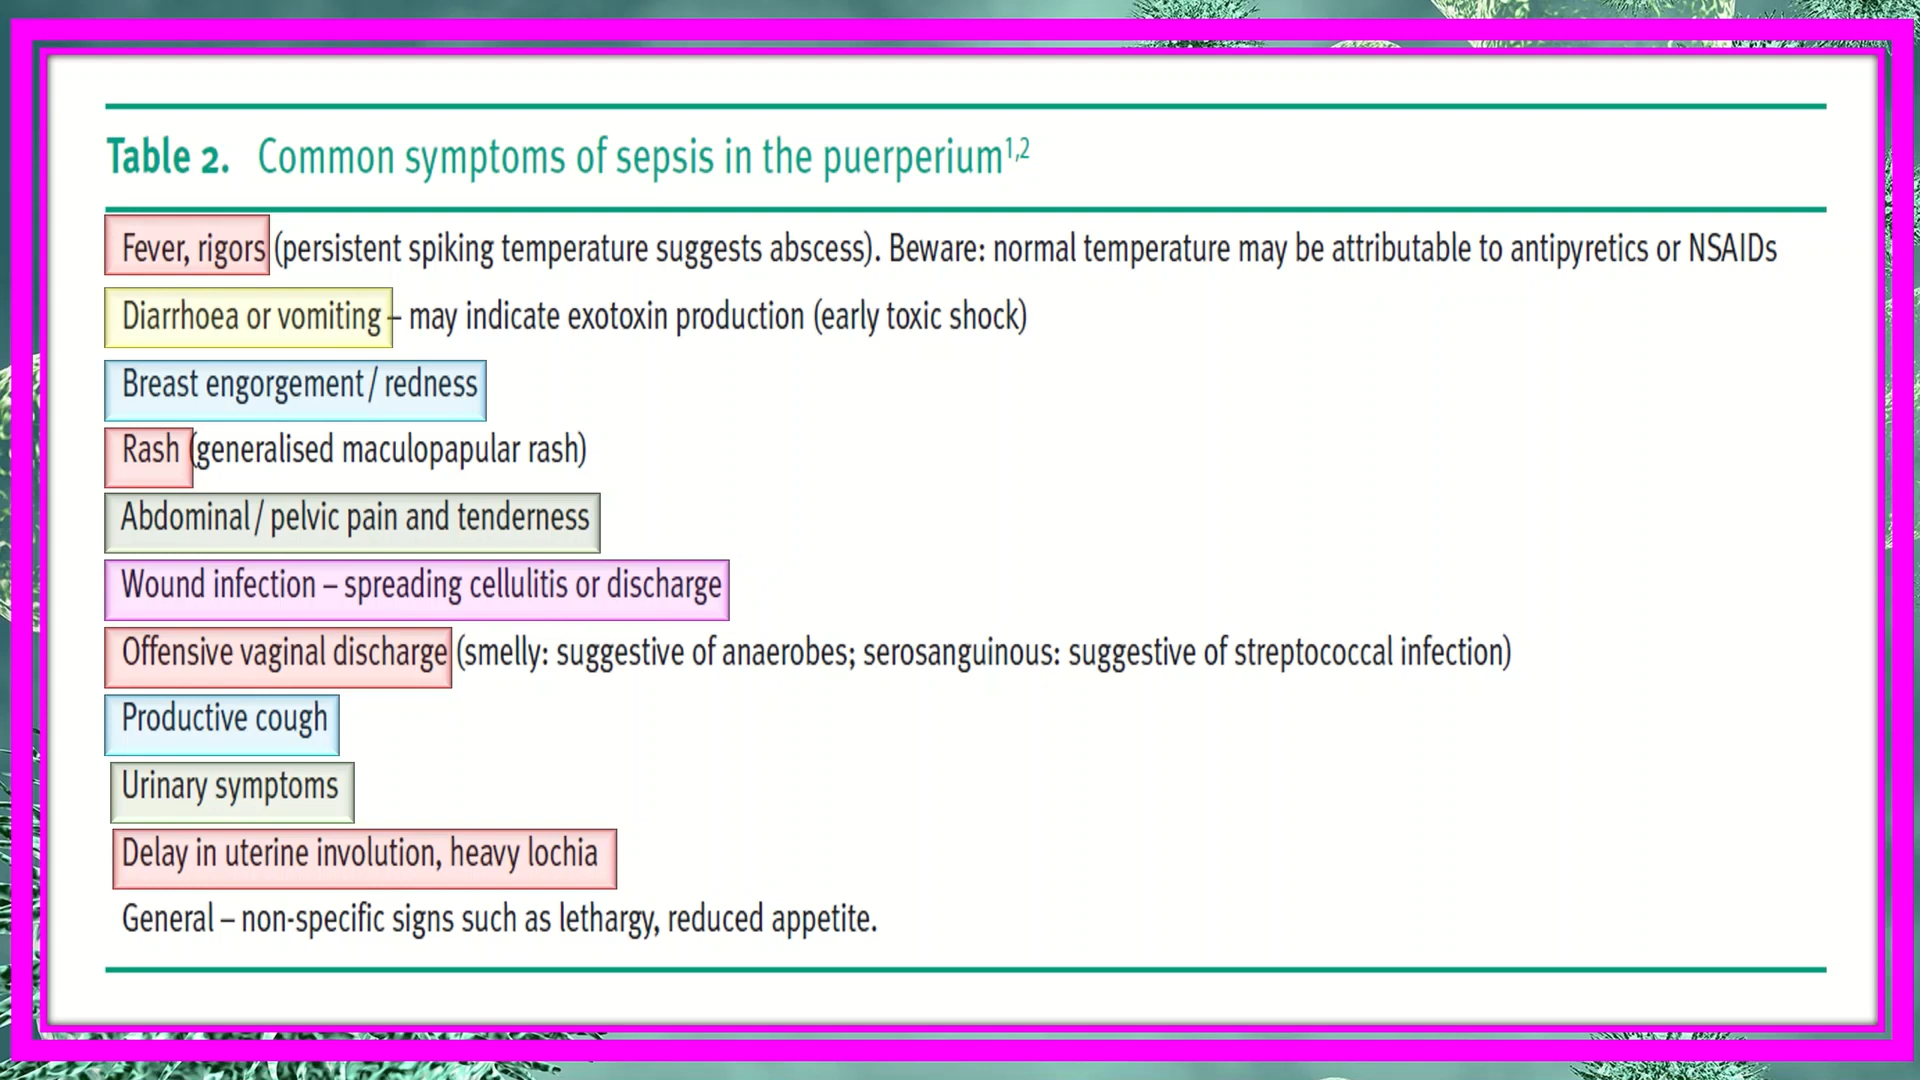 Table 2. Common symptoms of sepsis in the puerperium1,2
Fever, rigors (persistent spiking temperature suggests abscess). Beware: normal temperature may be attributable to antipyretics or NSAIDs
Diarrhoea or vomiting – may indicate exotoxin production (early toxic shock)
Breast engorgement / redness
Rash (generalised maculopapular rash)
Abdominal / pelvic pain and tenderness
Wound infection – spreading cellulitis or discharge
Offensive vaginal discharge (smelly: suggestive of anaerobes; serosanguinous: suggestive of streptococcal infection)
Productive cough
Urinary symptoms
Delay in uterine involution, heavy lochia
General – non-specific signs such as lethargy, reduced appetite.